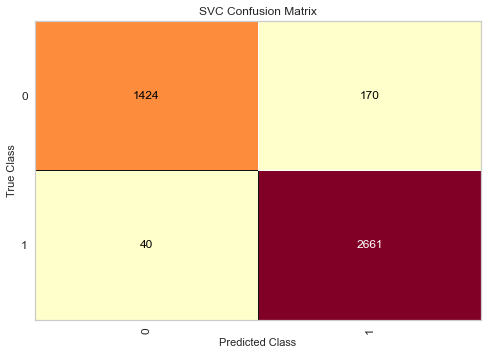 SVC Confusion Matrix
0
1424
170
True Class
1
40
2661
0
1
Predicted Class